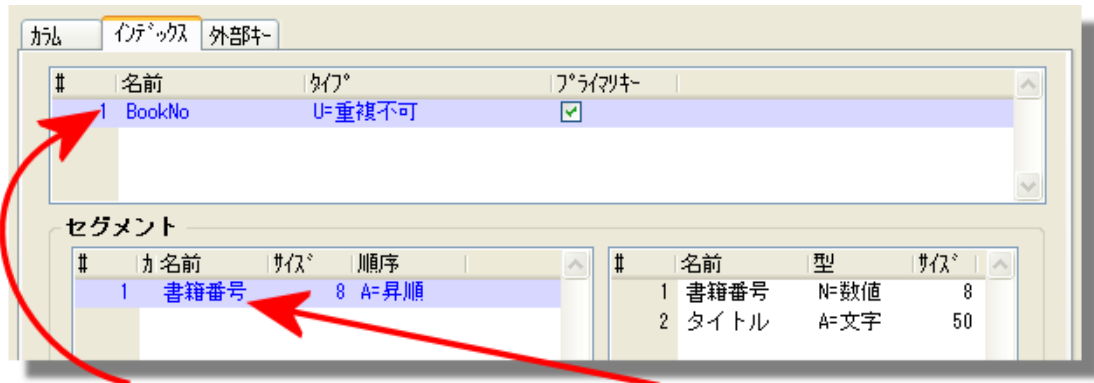 カラム インデックス 外部キー
# 名前 タイプ プライマリキー
1 BookNo U=重複不可
セグメント
# カ 名前 サイズ 順序
1 書籍番号 8 A=昇順
# 名前 型 サイズ
1 書籍番号 N=数値 8
2 タイトル A=文字 50